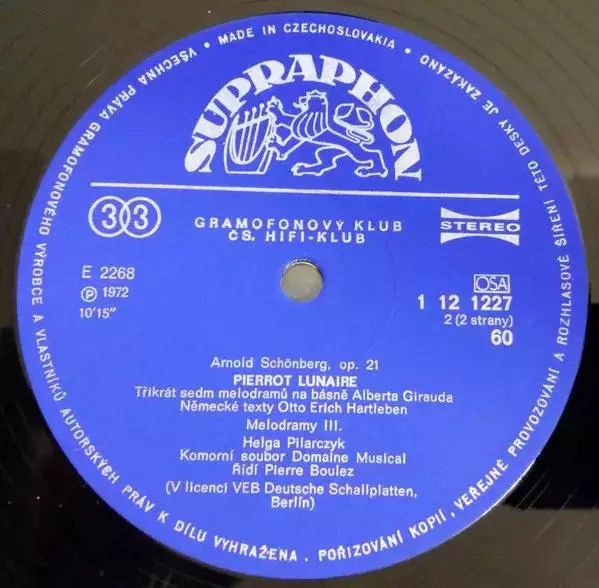 VŠECHNA PRÁVA GRAMOFONOVÉHO VÝROBCE A VLASTNÍKŮ AUTORSKÝCH PRÁV K DÍLU VYHRAŽENA . POŘIZOVÁNÍ KOPIÍ, VEŘEJNÉ PROVOZOVÁNÍ A ROZHLASOVÉ ŠÍŘENÍ TÉTO DESKY JE ZAKÁZÁNO • MADE IN CZECHOSLOVAKIA •
SUPRAPHON
33
GRAMOFONOVÝ KLUB
ČS. HIFI-KLUB
STEREO
E 2268
Ⓟ 1972
10'15"
OSA
1 12 1227
2 (2 strany)
60
Arnold Schönberg, op. 21
PIERROT LUNAIRE
Třikrát sedm melodramů na básně Alberta Girauda
Německé texty Otto Erich Hartleben
Melodramy III.
Helga Pilarczyk
Komorní soubor Domaine Musical
Řídí Pierre Boulez
(V licenci VEB Deutsche Schallplatten,
Berlín)